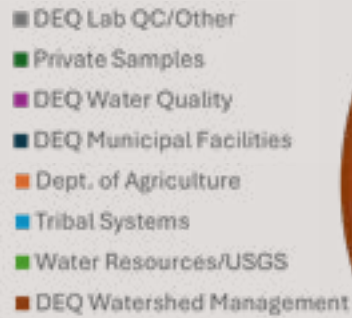 DEQ Lab QC/Other
Private Samples
DEQ Water Quality
DEQ Municipal Facilities
Dept. of Agriculture
Tribal Systems
Water Resources/USGS
DEQ Watershed Management